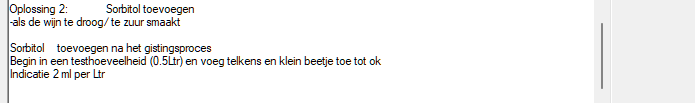 Oplossing 2: Sorbitol toevoegen
-als de wijn te droog/te zuur smaakt
Sorbitol toevoegen na het gistingsproces
Begin in een testhoeveelheid (0.5Ltr) en voeg telkens en klein beetje toe tot ok
Indicatie 2 ml per Ltr